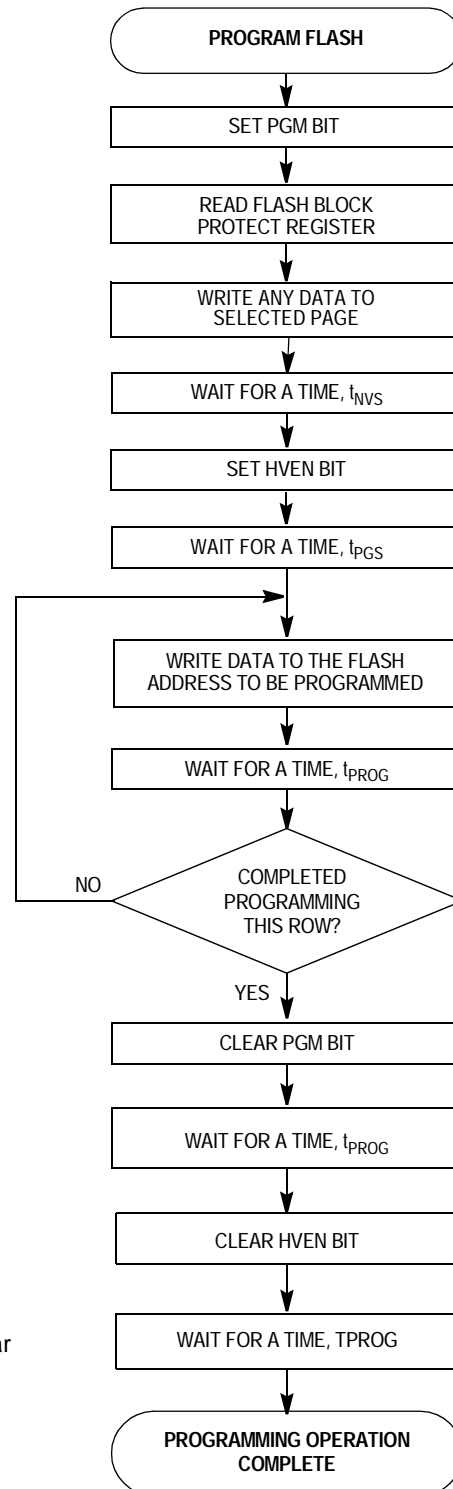 PROGRAM FLASH
SET PGM BIT
READ FLASH BLOCK
PROTECT REGISTER
WRITE ANY DATA TO
SELECTED PAGE
WAIT FOR A TIME, tNVS
SET HVEN BIT
WAIT FOR A TIME, tPGS
WRITE DATA TO THE FLASH
ADDRESS TO BE PROGRAMMED
WAIT FOR A TIME, tPROG
NO
COMPLETED
PROGRAMMING
THIS ROW?
YES
CLEAR PGM BIT
WAIT FOR A TIME, tPROG
CLEAR HVEN BIT
ar
WAIT FOR A TIME, TPROG
PROGRAMMING OPERATION
COMPLETE